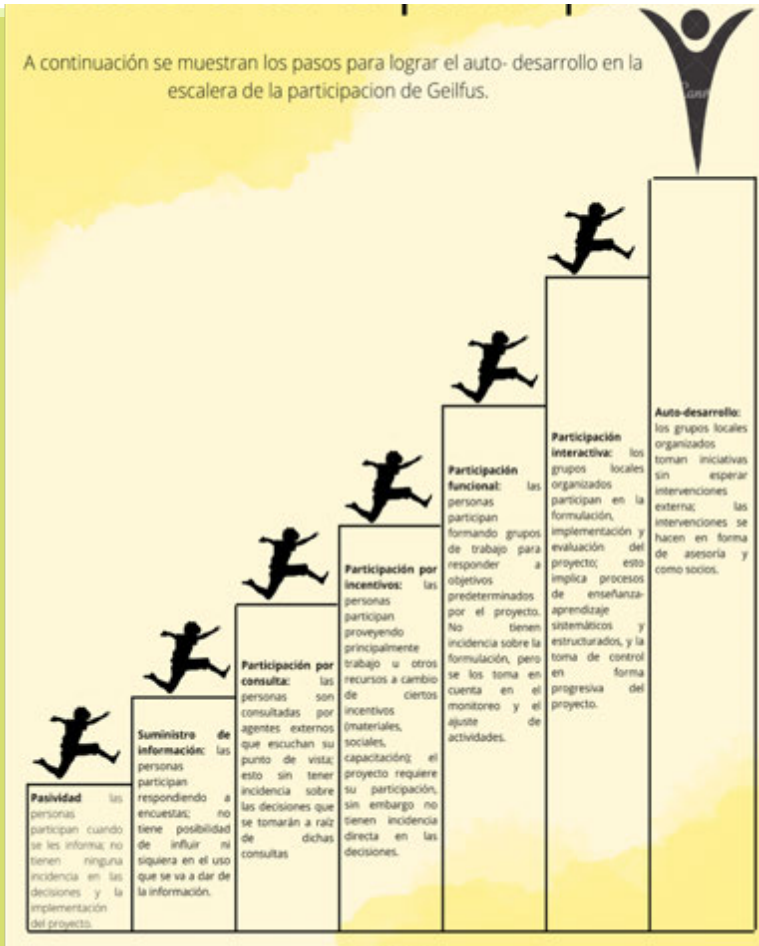 A continuación se muestran los pasos para lograr el auto- desarrollo en la
escalera de la participacion de Geilfus.
Pasividad las
personas
participan cuando
se les informa; no
tienen ninguna
incidencia en las
decisiones y la
implementación
del proyecto.
Suministro de
información: las
personas
participan
respondiendo a
encuestas; no
tiene posibilidad
de influir ni
siquiera en el uso
que se va a dar de
la información.
Participación por
consulta: las
personas son
consultadas por
agentes externos
que escuchan su
punto de vista;
esto sin tener
incidencia sobre
las decisiones que
se tomarán a raíz
de dichas
consultas
Participación por
incentivos: las
personas
participan
proveyendo
principalmente
trabajo u otros
recursos a cambio
de ciertos
incentivos
(materiales,
sociales,
capacitación); el
proyecto requiere
su participación,
sin embargo no
tienen incidencia
directa en las
decisiones.
Participación
funcional: las
personas
participan
formando grupos
de trabajo para
responder a
objetivos
predeterminados
por el proyecto.
No tienen
incidencia sobre la
formulación, pero
se los toma en
cuenta en el
monitoreo y el
ajuste de
actividades.
Participación
interactiva: los
grupos locales
organizados
participan en la
formulación,
implementación y
evaluación del
proyecto; esto
implica procesos
de enseñanza-
aprendizaje
sistemáticos y
estructurados, y la
toma de control
en forma
progresiva del
proyecto.
Auto-desarrollo:
los grupos locales
organizados
toman iniciativas
sin esperar
intervenciones
externa; las
intervenciones se
hacen en forma
de asesoría y
como socios.